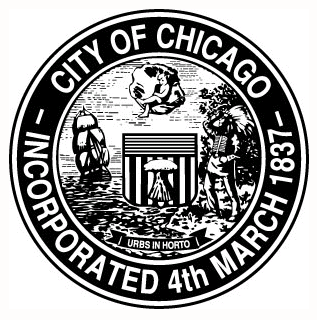 CITY OF CHICAGO
URBS IN HORTO
- INCORPORATED 4th MARCH 1837 -